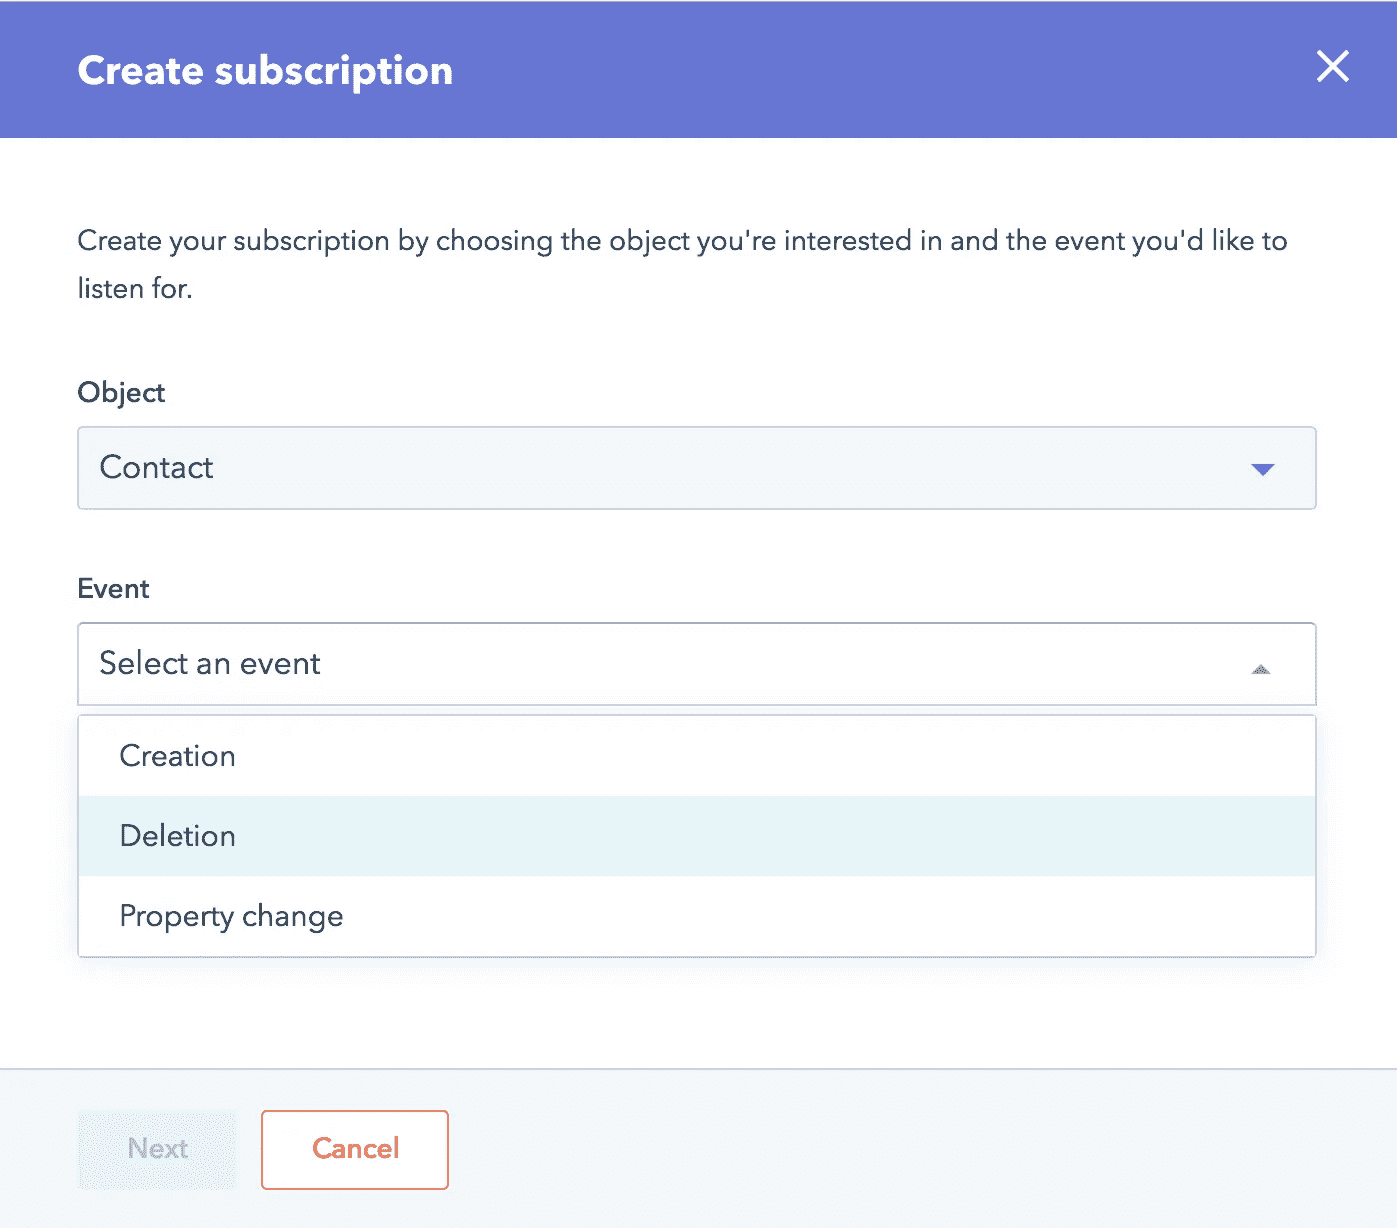 Create subscription
Create your subscription by choosing the object you're interested in and the event you'd like to
listen for.
Object
Contact
Event
Select an event
Creation
Deletion
Property change
Next
Cancel